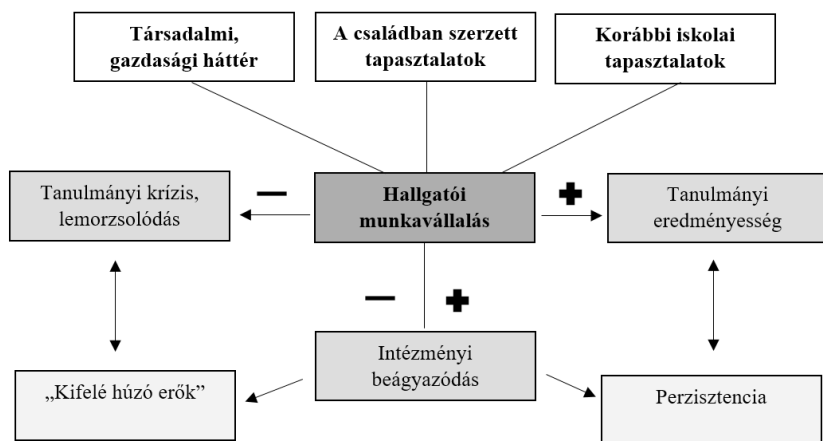 Társadalmi,
gazdasági háttér
A családban szerzett
tapasztalatok
Korábbi iskolai
tapasztalatok
Tanulmányi krízis,
lemorzsolódás
Hallgatói
munkavállalás
Tanulmányi
eredményesség
Intézményi
beágyazódás
„Kifelé húzó erők”
Perzisztencia